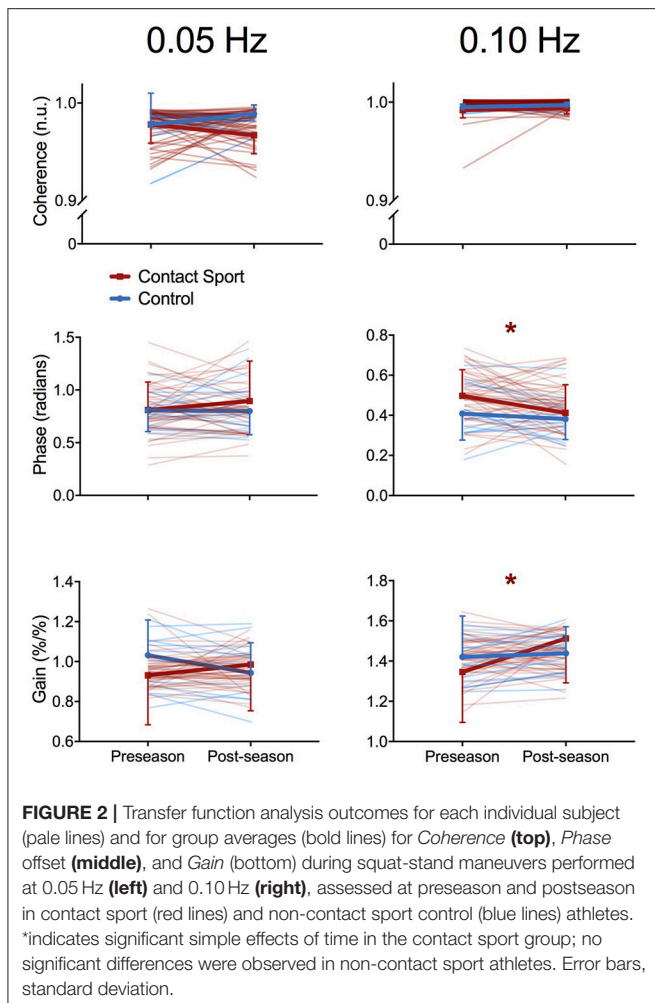 0.05 Hz
0.10 Hz
Coherence (n.u.)
1.0
0.9
0
1.0
0.9
0
Contact Sport
Control
Phase (radians)
1.5
1.0
0.5
0.0
*
0.8
0.6
0.4
0.2
0.0
Gain (%/%)
1.4
1.2
1.0
0.8
0.6
Preseason
Post-season
*
1.8
1.6
1.4
1.2
1.0
Preseason
Post-season
FIGURE 2 | Transfer function analysis outcomes for each individual subject
(pale lines) and for group averages (bold lines) for Coherence (top), Phase
offset (middle), and Gain (bottom) during squat-stand maneuvers performed
at 0.05 Hz (left) and 0.10 Hz (right), assessed at preseason and postseason
in contact sport (red lines) and non-contact sport control (blue lines) athletes.
*indicates significant simple effects of time in the contact sport group; no
significant differences were observed in non-contact sport athletes. Error bars,
standard deviation.